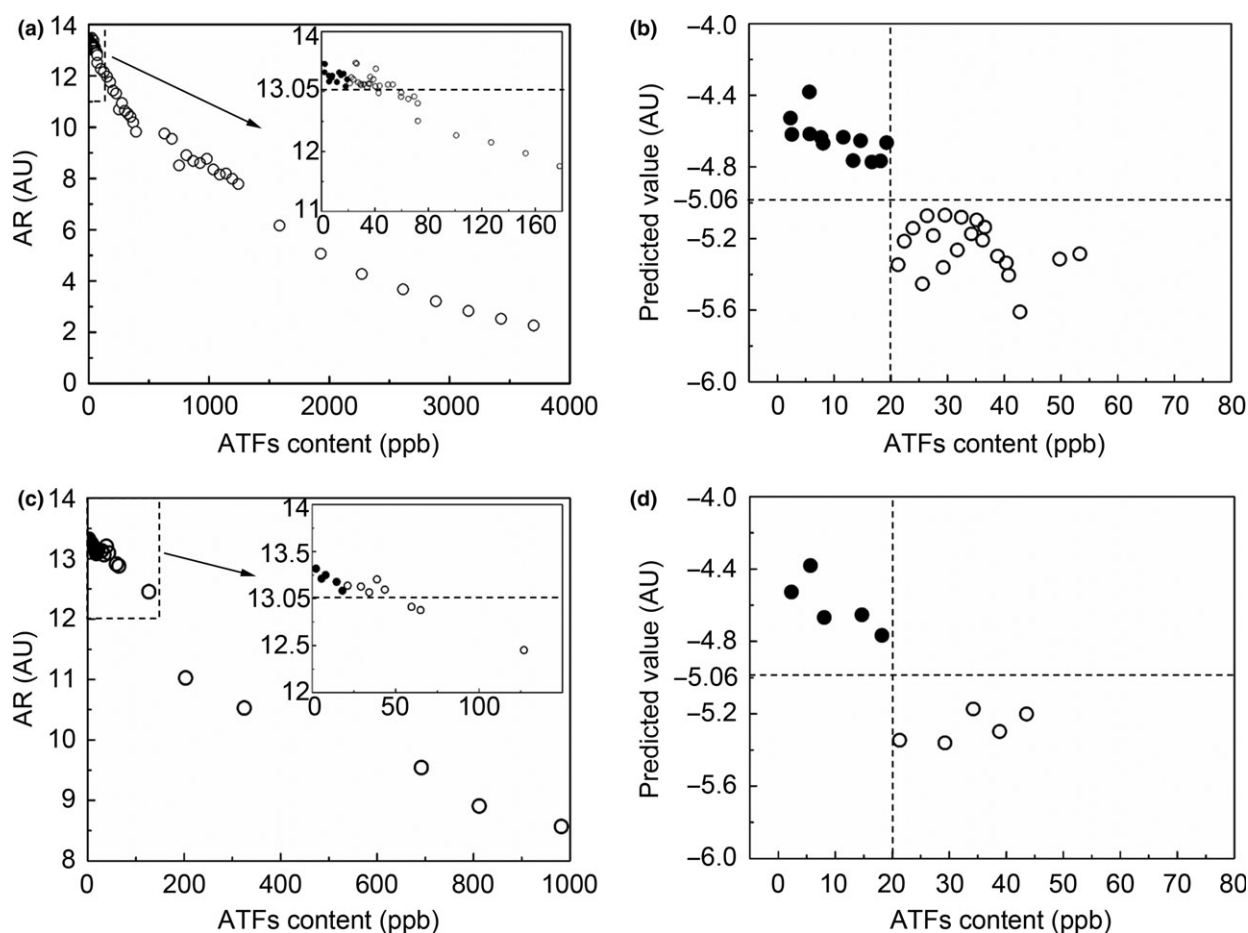 (a)
14
12
10
8
6
4
2
0
AR (AU)
0 1000 2000 3000 4000
ATFs content (ppb)
14
13.05
12
11
0 40 80 120 160
(b)
−4.0
−4.4
−4.8
−5.06
−5.2
−5.6
−6.0
Predicted value (AU)
0 10 20 30 40 50 60 70 80
ATFs content (ppb)
(c)
14
13
12
11
10
9
8
AR (AU)
0 200 400 600 800 1000
ATFs content (ppb)
14
13.5
13.05
12.5
12
0 50 100
(d)
−4.0
−4.4
−4.8
−5.06
−5.2
−5.6
−6.0
Predicted value (AU)
0 10 20 30 40 50 60 70 80
ATFs content (ppb)